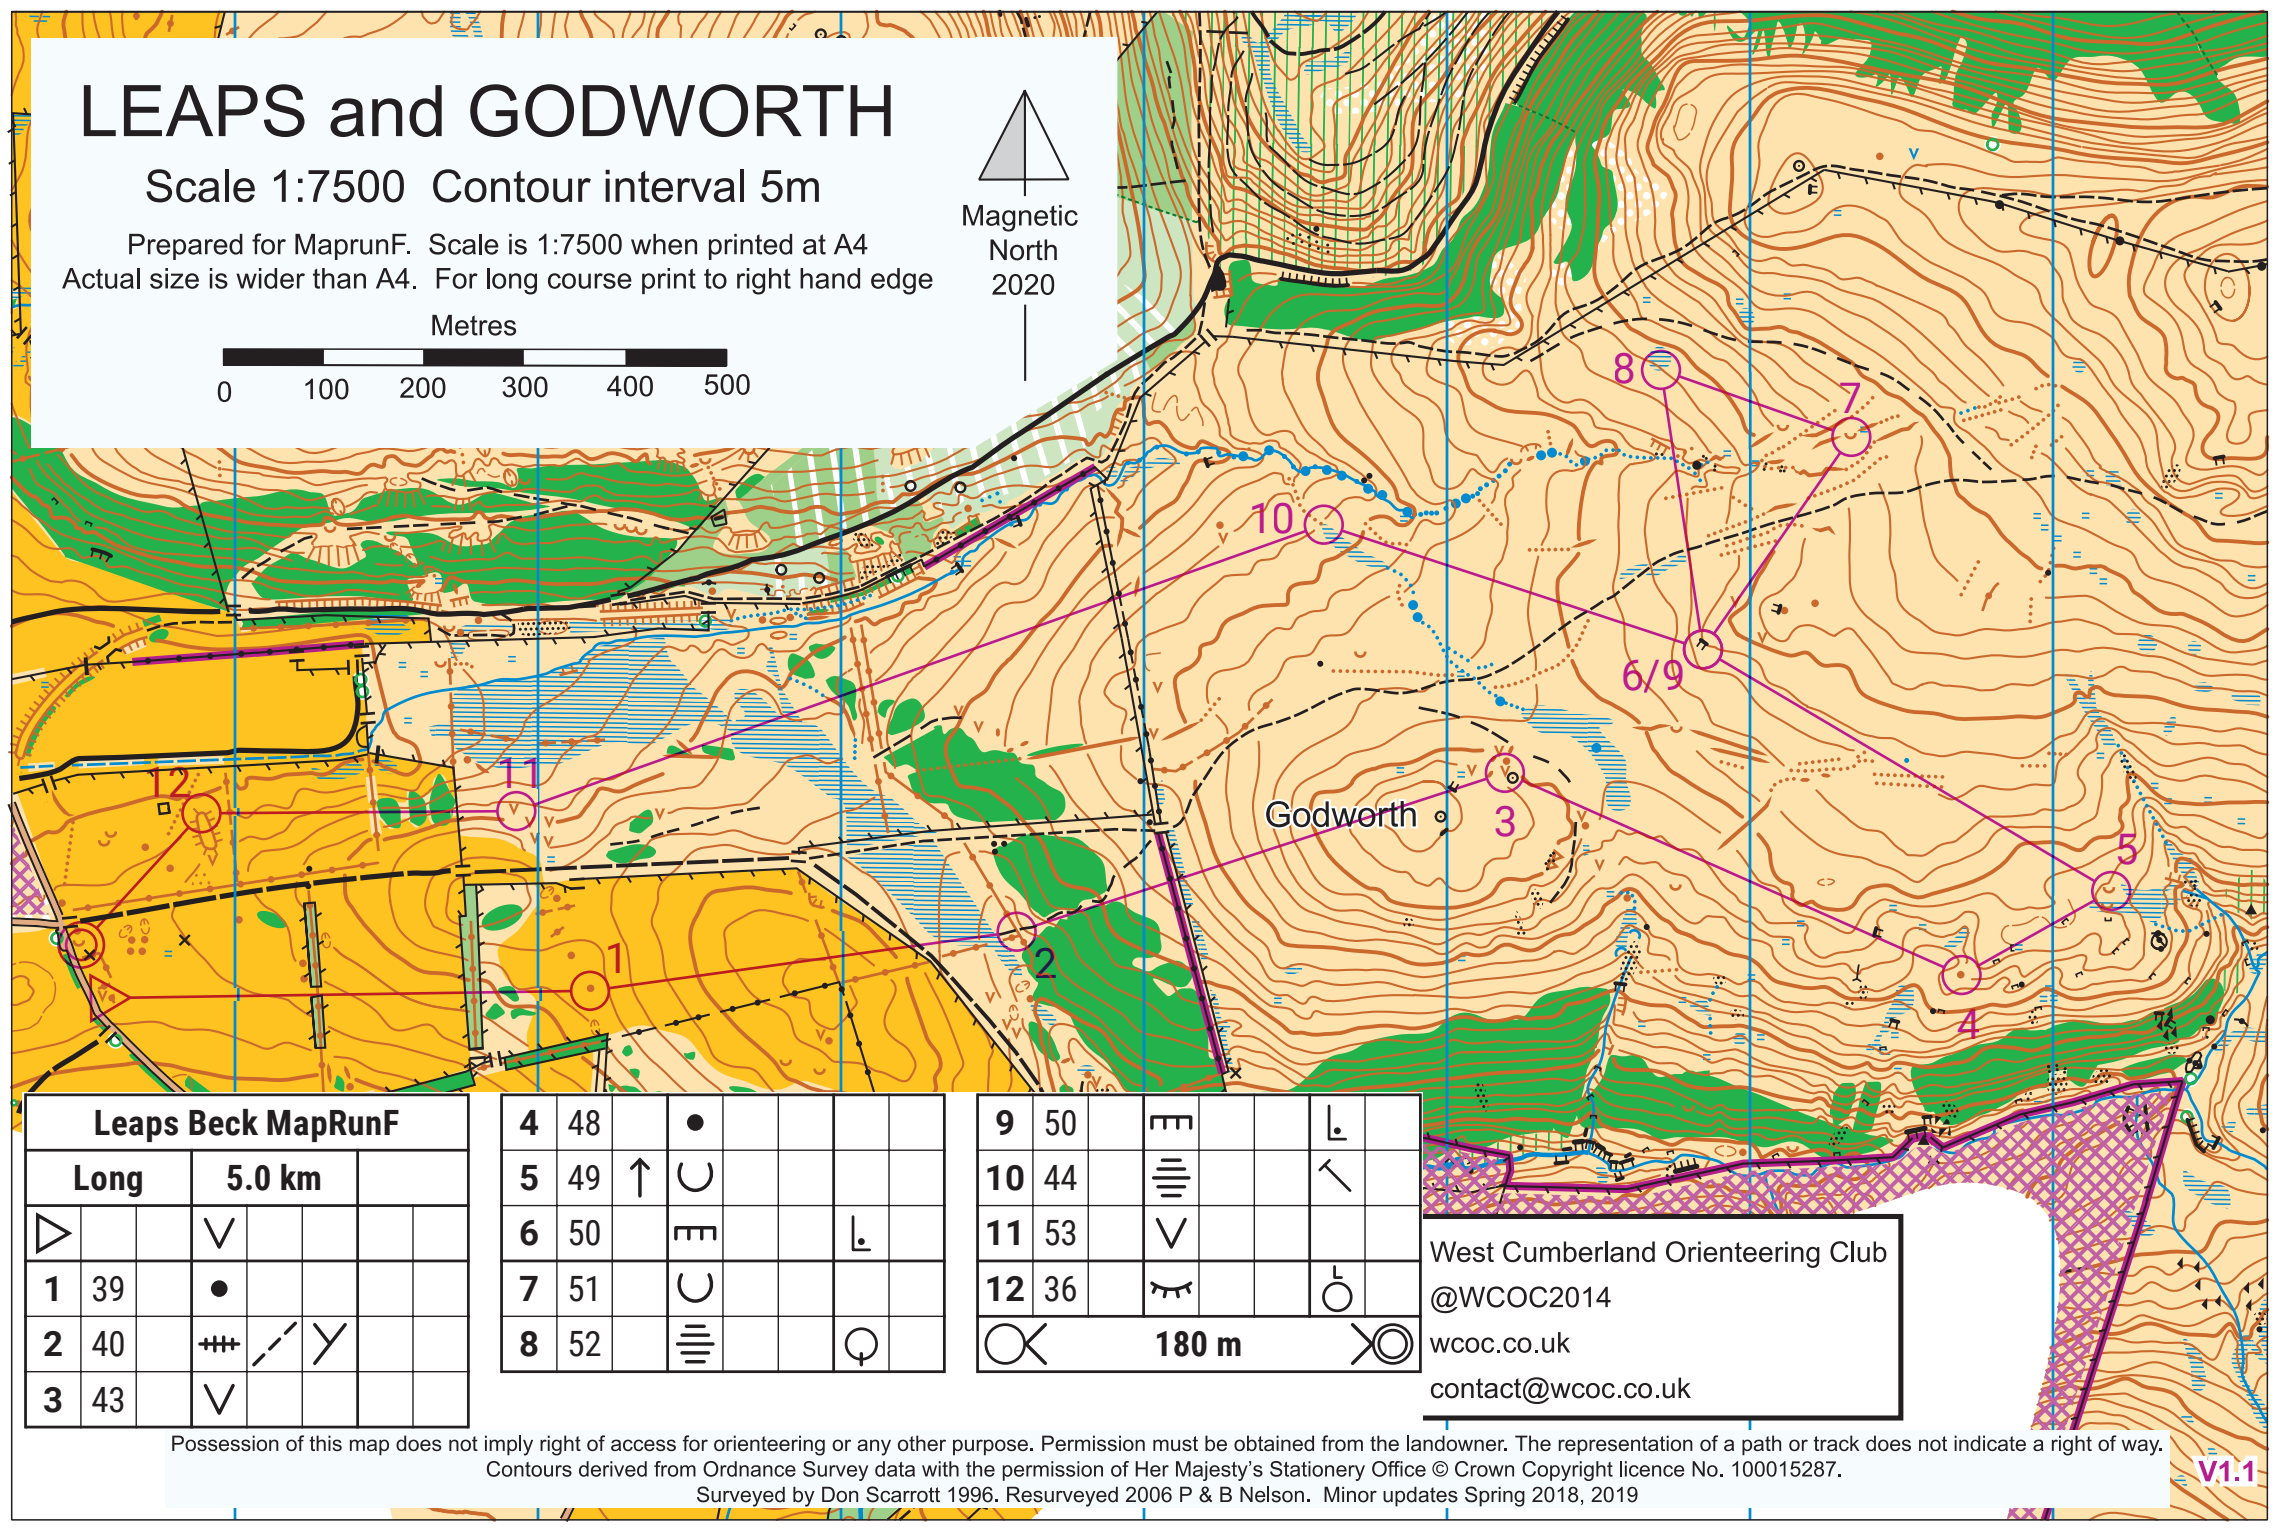 LEAPS and GODWORTH
Scale 1:7500 Contour interval 5m
Prepared for MaprunF. Scale is 1:7500 when printed at A4
Actual size is wider than A4. For long course print to right hand edge
Metres
0 100 200 300 400 500
Magnetic
North
2020
8
7
10
6/9
12
11
Godworth
3
5
1
2
4
Leaps Beck MapRunF
Long 5.0 km
1 39
2 40
3 43
4 48
5 49
6 50
7 51
8 52
9 50
10 44
11 53
12 36
180 m
West Cumberland Orienteering Club
@WCOC2014
wcoc.co.uk
contact@wcoc.co.uk
Possession of this map does not imply right of access for orienteering or any other purpose. Permission must be obtained from the landowner. The representation of a path or track does not indicate a right of way.
Contours derived from Ordnance Survey data with the permission of Her Majesty's Stationery Office © Crown Copyright licence No. 100015287.
Surveyed by Don Scarrott 1996. Resurveyed 2006 P & B Nelson. Minor updates Spring 2018, 2019
V1.1